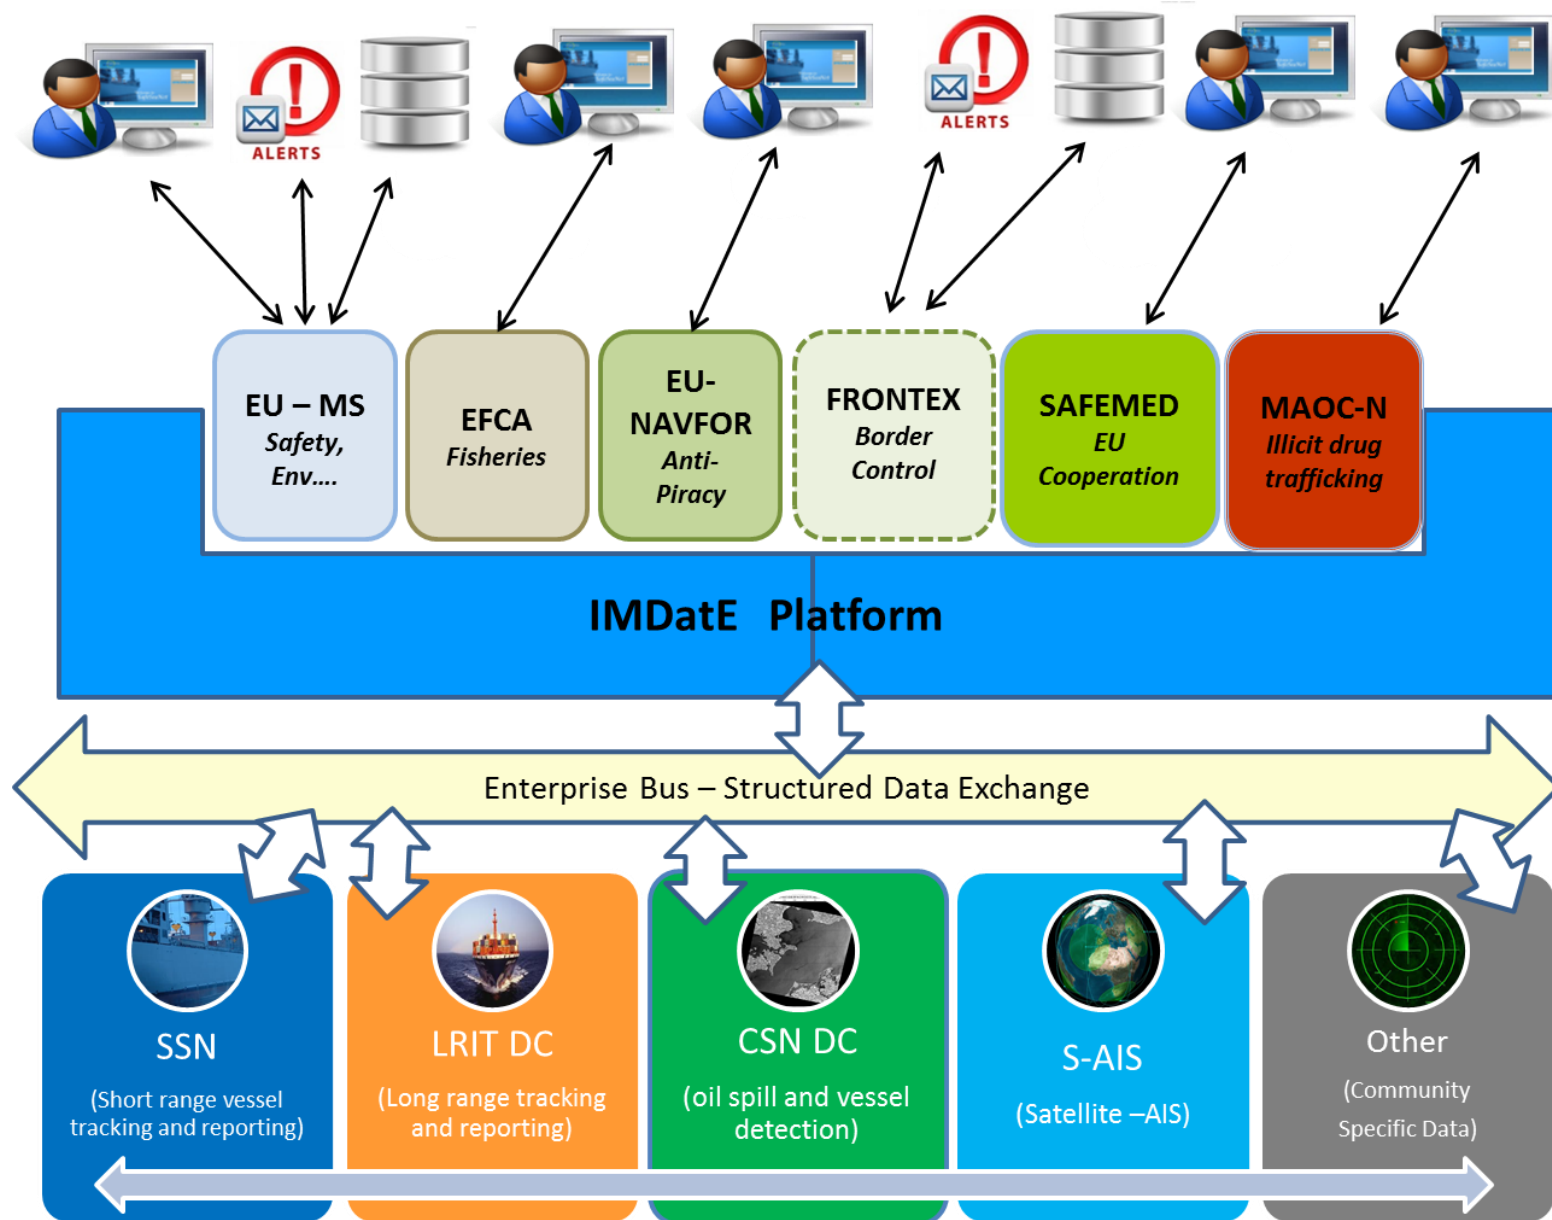 ALERTS
ALERTS
EU – MS
Safety,
Env....
EFCA
Fisheries
EU-
NAVFOR
Anti-
Piracy
FRONTEX
Border
Control
SAFEMED
EU
Cooperation
MAOC-N
Illicit drug
trafficking
IMDatE Platform
Enterprise Bus – Structured Data Exchange
SSN
(Short range vessel
tracking and reporting)
LRIT DC
(Long range tracking
and reporting)
CSN DC
(oil spill and vessel
detection)
S-AIS
(Satellite –AIS)
Other
(Community
Specific Data)